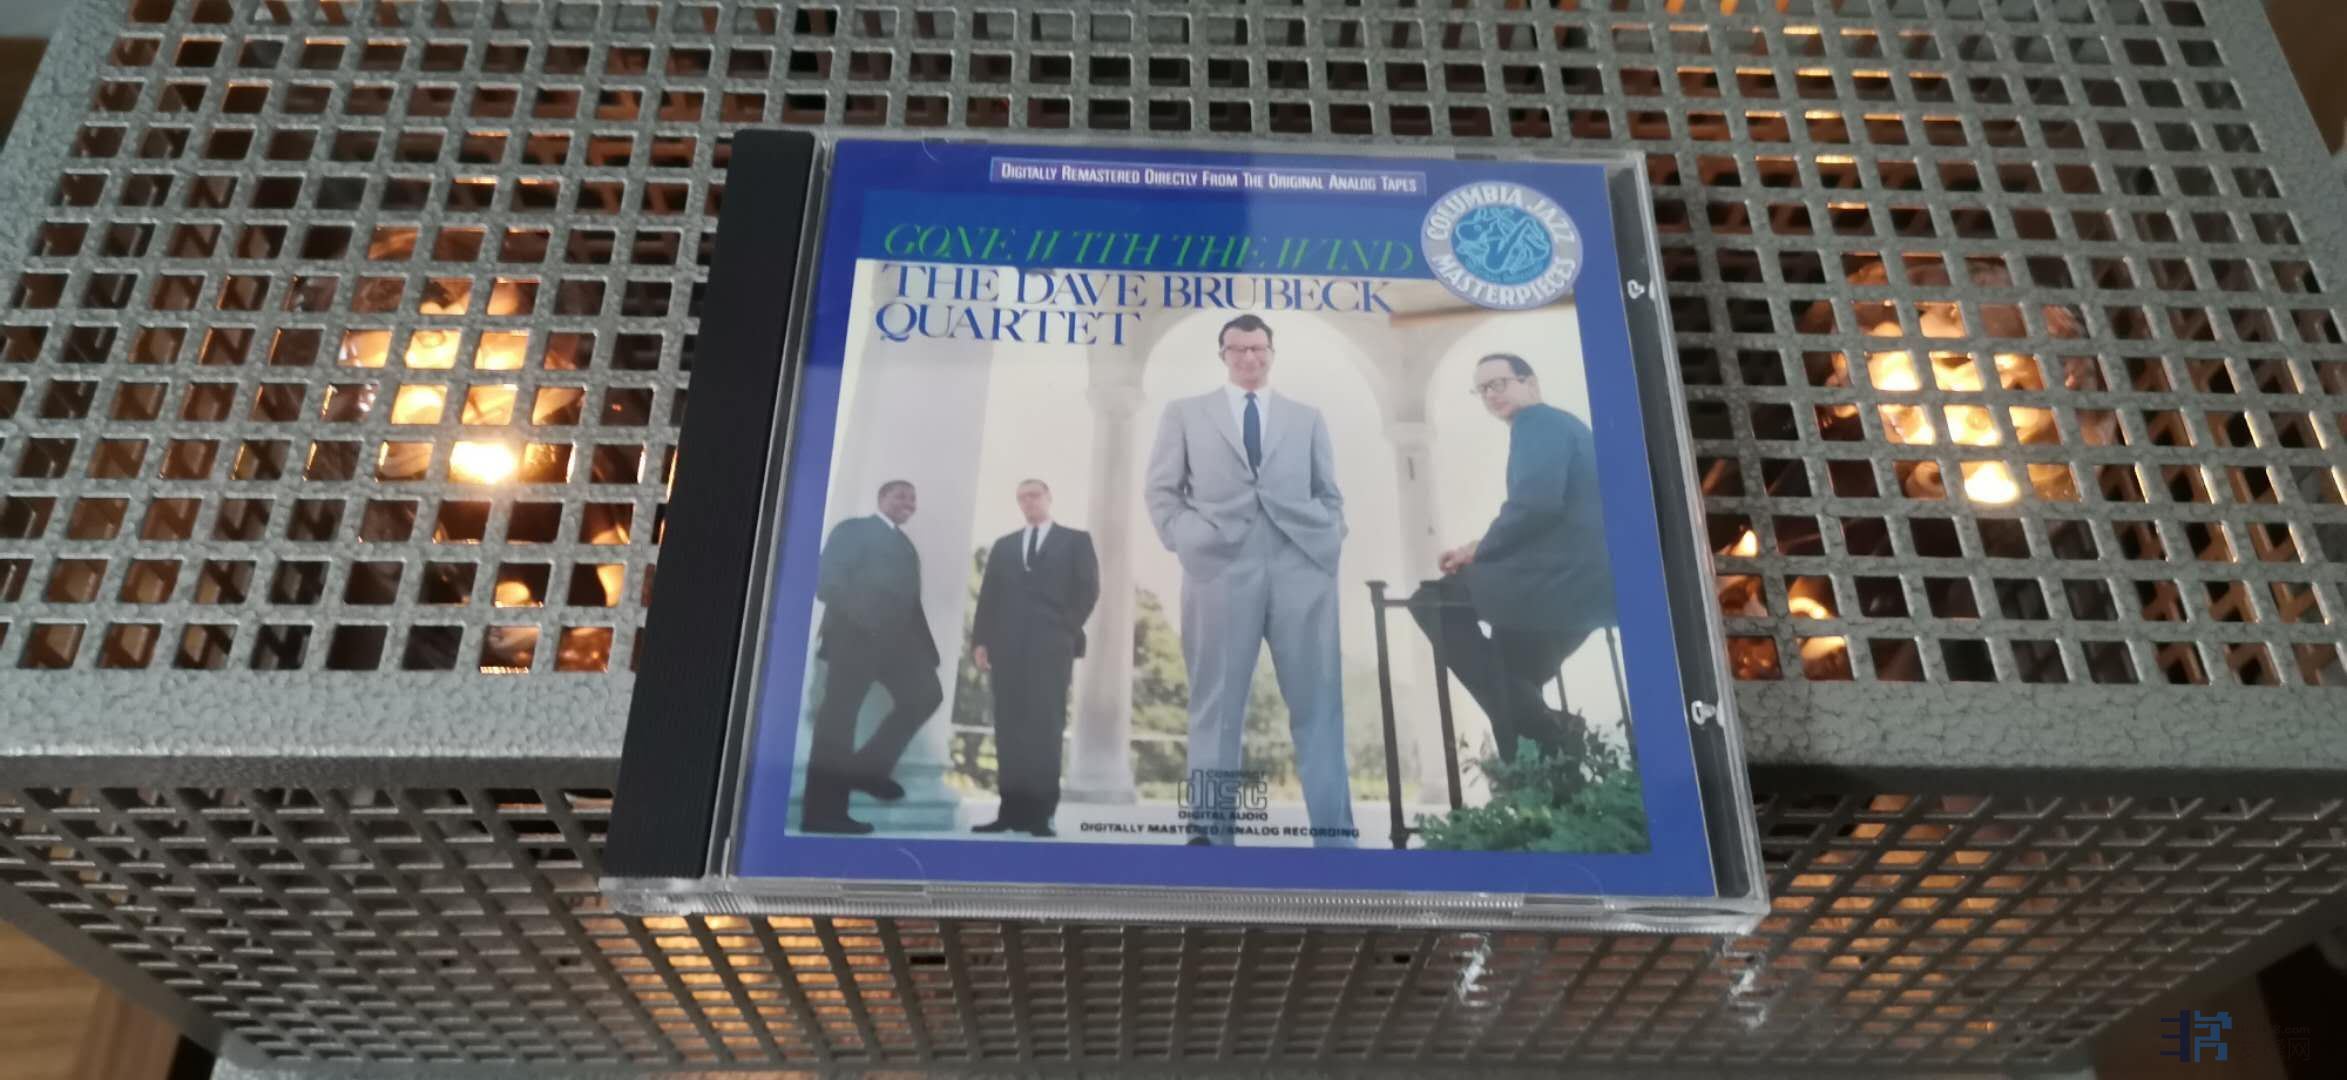 DIGITALLY REMASTERED DIRECTLY FROM THE ORIGINAL ANALOG TAPES
COLUMBIA JAZZ MASTERPIECES
GONE WITH THE WIND
THE DAVE BRUBECK
QUARTET
COMPACT
disc
DIGITAL AUDIO
DIGITALLY MASTERED/ANALOG RECORDING